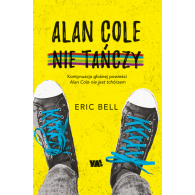 ALAN COLE
NIE TAŃCZY
Kontynuacja głośnej powieści
Alan Cole nie jest tchórzem
ERIC BELL
YA!